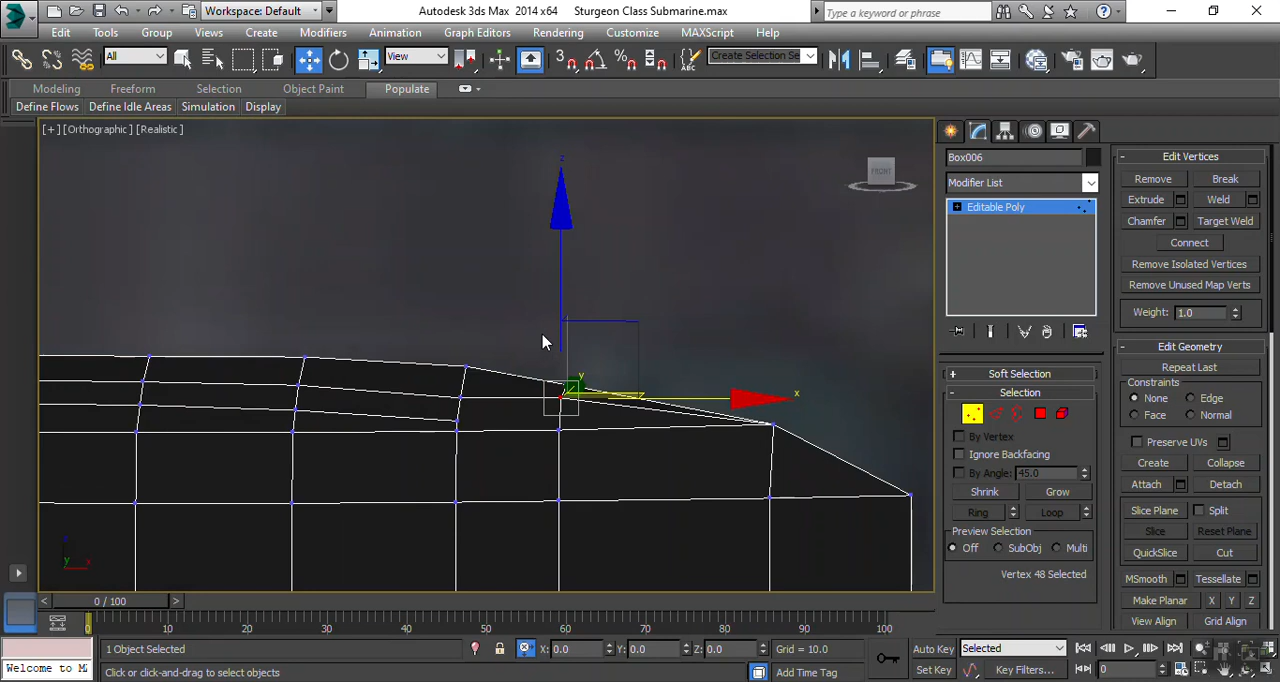 Workspace: Default
Autodesk 3ds Max 2014 x64 Sturgeon Class Submarine.max
Type a keyword or phrase
Edit Tools Group Views Create Modifiers Animation Graph Editors Rendering Customize MAXScript Help
All
View
Create Selection Se
Modeling Freeform Selection Object Paint Populate
Define Flows Define Idle Areas Simulation Display
[+] [Orthographic] [Realistic]
FRONT
z
y
x
z
y
x
Box006
Modifier List
Editable Poly
Soft Selection
Selection
By Vertex
Ignore Backfacing
By Angle: 45.0
Shrink Grow
Ring Loop
Preview Selection
Off SubObj Multi
Vertex 48 Selected
Edit Vertices
Remove Break
Extrude Weld
Chamfer Target Weld
Connect
Remove Isolated Vertices
Remove Unused Map Verts
Weight: 1.0
Edit Geometry
Repeat Last
Constraints
None Edge
Face Normal
Preserve UVs
Create Collapse
Attach Detach
Slice Plane Split
Slice Reset Plane
QuickSlice Cut
MSmooth Tessellate
Make Planar X Y Z
View Align Grid Align
0 / 100
0 10 20 30 40 50 60 70 80 90 100
1 Object Selected
X: 0.0 Y: 0.0 Z: 0.0 Grid = 10.0
Auto Key Selected
Welcome to M
Click or click-and-drag to select objects
Add Time Tag
Set Key Key Filters... 0